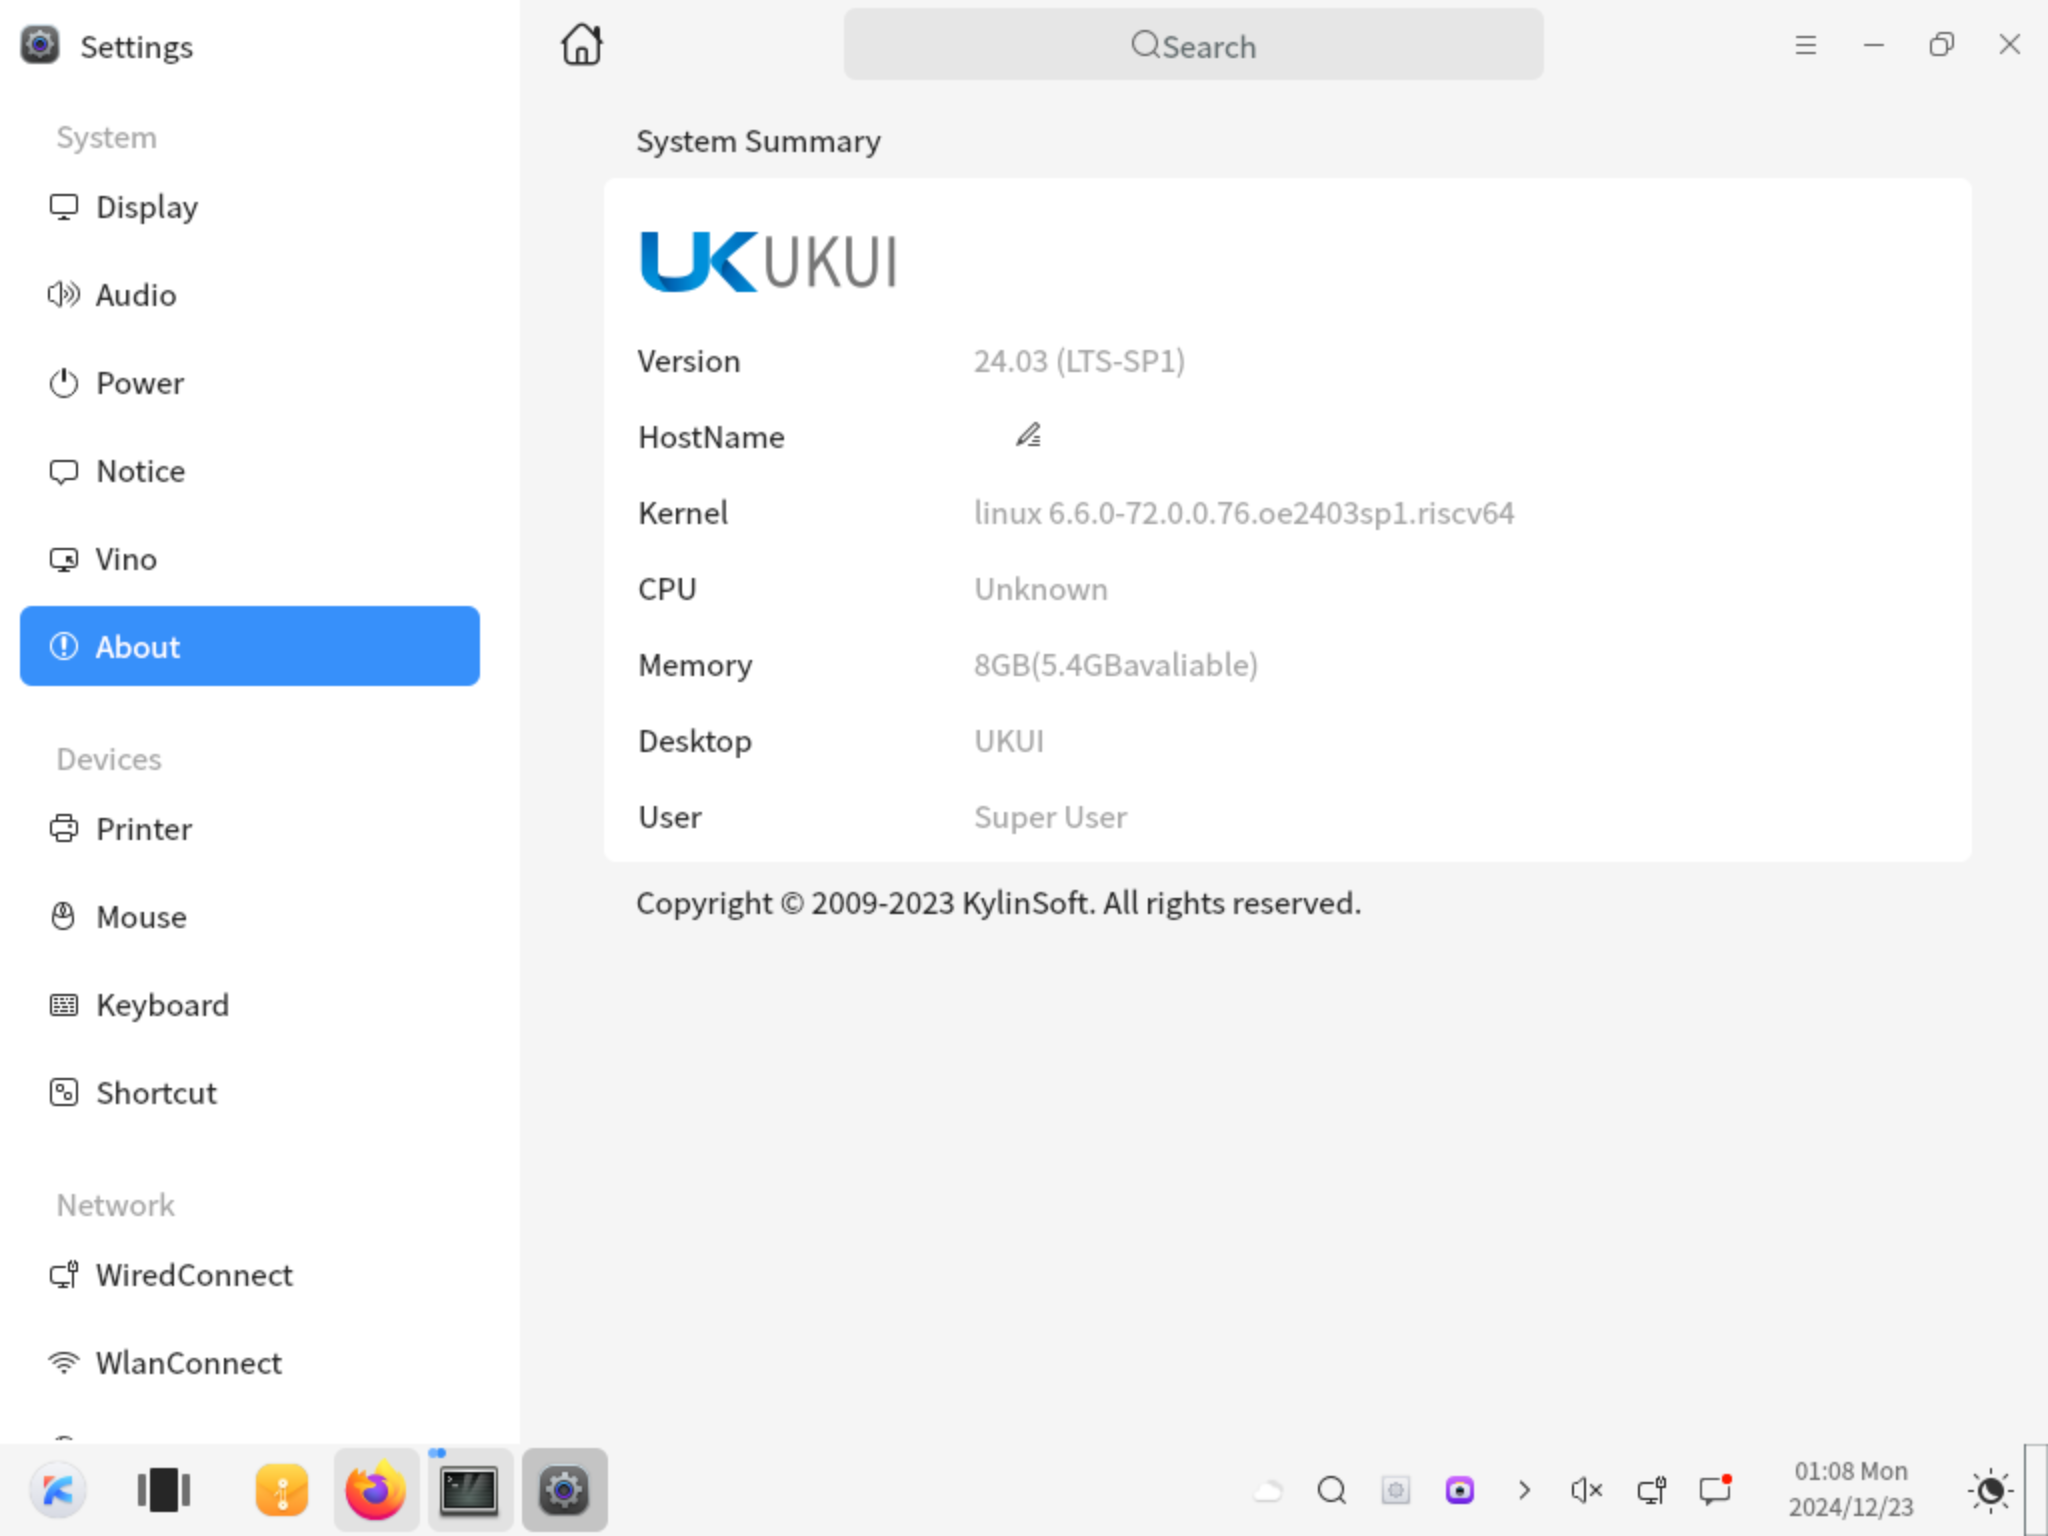 Settings
Search
System
Display
Audio
Power
Notice
Vino
About
Devices
Printer
Mouse
Keyboard
Shortcut
Network
WiredConnect
WlanConnect
System Summary
UK UKUI
Version 24.03 (LTS-SP1)
HostName
Kernel linux 6.6.0-72.0.0.76.oe2403sp1.riscv64
CPU Unknown
Memory 8GB(5.4GBavaliable)
Desktop UKUI
User Super User
Copyright © 2009-2023 KylinSoft. All rights reserved.
01:08 Mon
2024/12/23